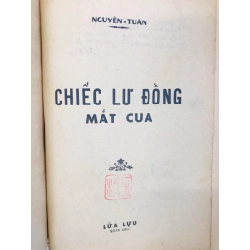 NGUYỄN-TUÂN
CHIẾC LƯ ĐỒNG
MẮT CUA
LỬA LỰU